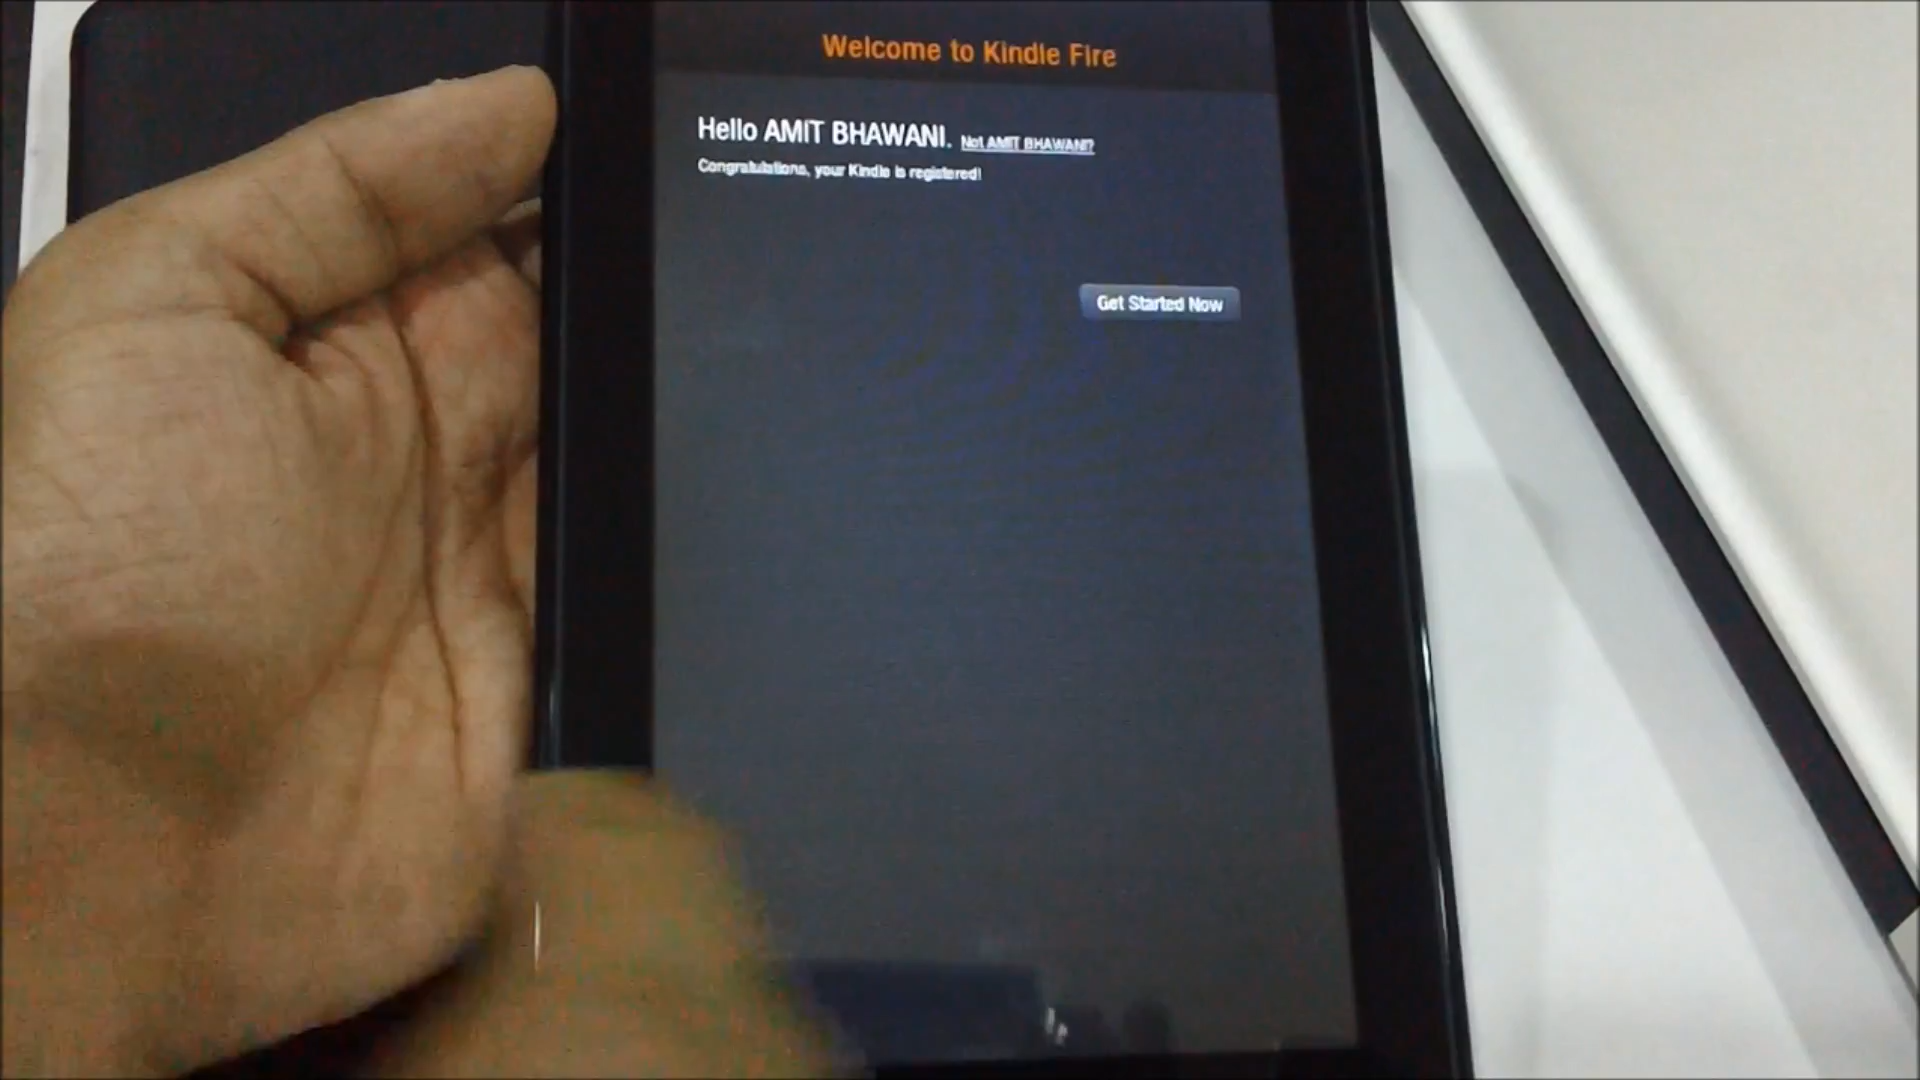 Welcome to Kindle Fire
Hello AMIT BHAWANI. Not AMIT BHAWANI?
Congratulations, your Kindle is registered!
Get Started Now